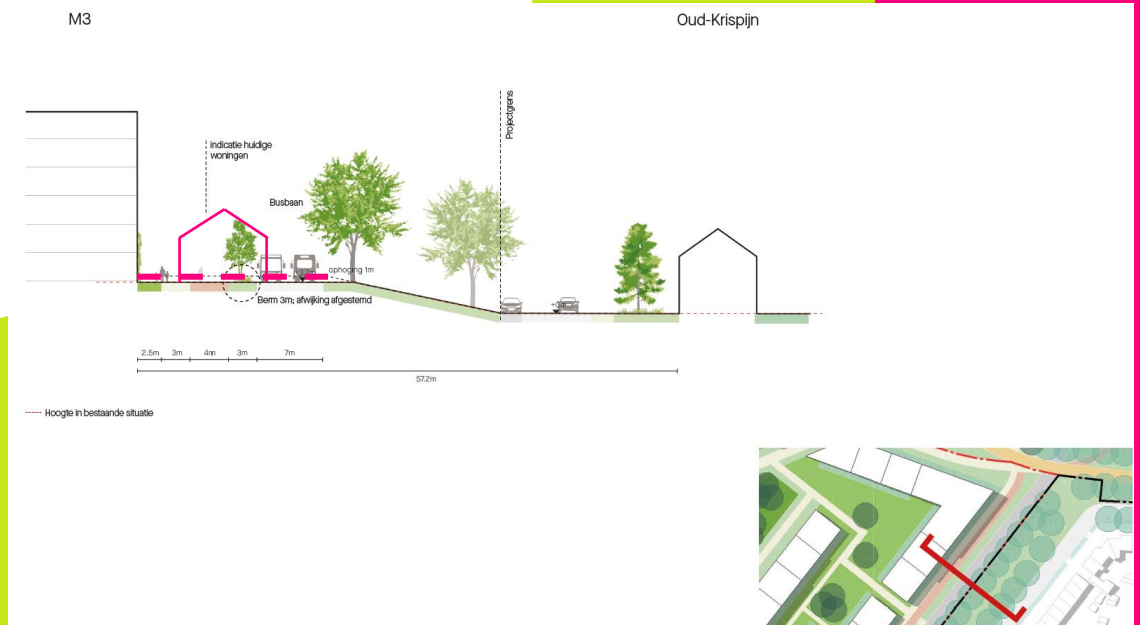 M3
Oud-Krispijn
Projectgrens
indicatie huidige
woningen
Busbaan
ophoging 1m
Berm 3m; afwijking afgestemd
2.5m
3m
4m
3m
7m
57.2m
Hoogte in bestaande situatie